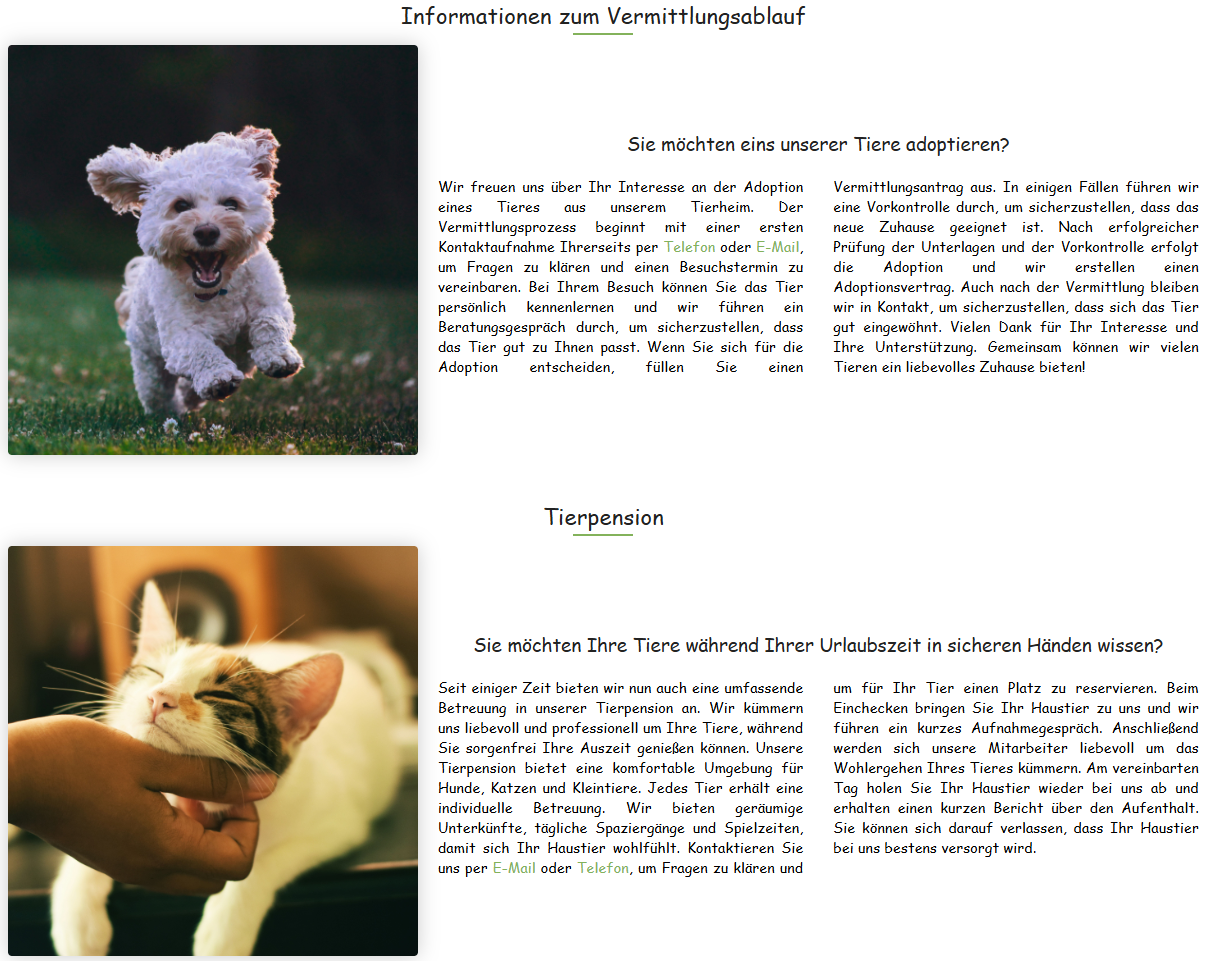 Informationen zum Vermittlungsablauf
Sie möchten eins unserer Tiere adoptieren?
Wir freuen uns über Ihr Interesse an der Adoption
eines Tieres aus unserem Tierheim. Der
Vermittlungsprozess beginnt mit einer ersten
Kontaktaufnahme Ihrerseits per Telefon oder E-Mail,
um Fragen zu klären und einen Besuchstermin zu
vereinbaren. Bei Ihrem Besuch können Sie das Tier
persönlich kennenlernen und wir führen ein
Beratungsgespräch durch, um sicherzustellen, dass
das Tier gut zu Ihnen passt. Wenn Sie sich für die
Adoption entscheiden, füllen Sie einen
Vermittlungsantrag aus. In einigen Fällen führen wir
eine Vorkontrolle durch, um sicherzustellen, dass das
neue Zuhause geeignet ist. Nach erfolgreicher
Prüfung der Unterlagen und der Vorkontrolle erfolgt
die Adoption und wir erstellen einen
Adoptionsvertrag. Auch nach der Vermittlung bleiben
wir in Kontakt, um sicherzustellen, dass sich das Tier
gut eingewöhnt. Vielen Dank für Ihr Interesse und
Ihre Unterstützung. Gemeinsam können wir vielen
Tieren ein liebevolles Zuhause bieten!
Tierpension
Sie möchten Ihre Tiere während Ihrer Urlaubszeit in sicheren Händen wissen?
Seit einiger Zeit bieten wir nun auch eine umfassende
Betreuung in unserer Tierpension an. Wir kümmern
uns liebevoll und professionell um Ihre Tiere, während
Sie sorgenfrei Ihre Auszeit genießen können. Unsere
Tierpension bietet eine komfortable Umgebung für
Hunde, Katzen und Kleintiere. Jedes Tier erhält eine
individuelle Betreuung. Wir bieten geräumige
Unterkünfte, tägliche Spaziergänge und Spielzeiten,
damit sich Ihr Haustier wohlfühlt. Kontaktieren Sie
uns per E-Mail oder Telefon, um Fragen zu klären und
um für Ihr Tier einen Platz zu reservieren. Beim
Einchecken bringen Sie Ihr Haustier zu uns und wir
führen ein kurzes Aufnahmegespräch. Anschließend
werden sich unsere Mitarbeiter liebevoll um das
Wohlergehen Ihres Tieres kümmern. Am vereinbarten
Tag holen Sie Ihr Haustier wieder bei uns ab und
erhalten einen kurzen Bericht über den Aufenthalt.
Sie können sich darauf verlassen, dass Ihr Haustier
bei uns bestens versorgt wird.